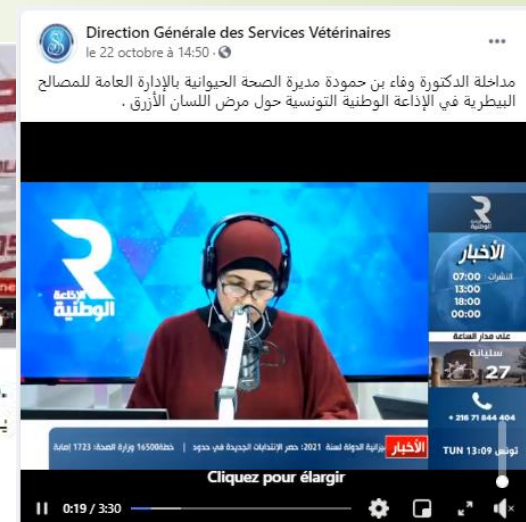 Direction Générale des Services Vétérinaires
le 22 octobre à 14:50 ·
مداخلة الدكتورة وفاء بن حمودة مديرة الصحة الحيوانية بالإدارة العامة للمصالح
البيطرية في الإذاعة الوطنية التونسية حول مرض اللسان الأزرق .
الوطنية
الإذاعة
الوطنية
الأخبار
النشرات 07:00
13:00
18:00
00:00
على مدار الساعة
سليانة
27
+ 216 71 844 404
الأخبار
ميزانية الدولة لسنة 2021: حصر الإنتدابات الجديدة في حدود | 16500خطة
وزارة الصحة: 1723 إصابة
تونس TUN 13:09
Cliquez pour élargir
0:19 / 3:30